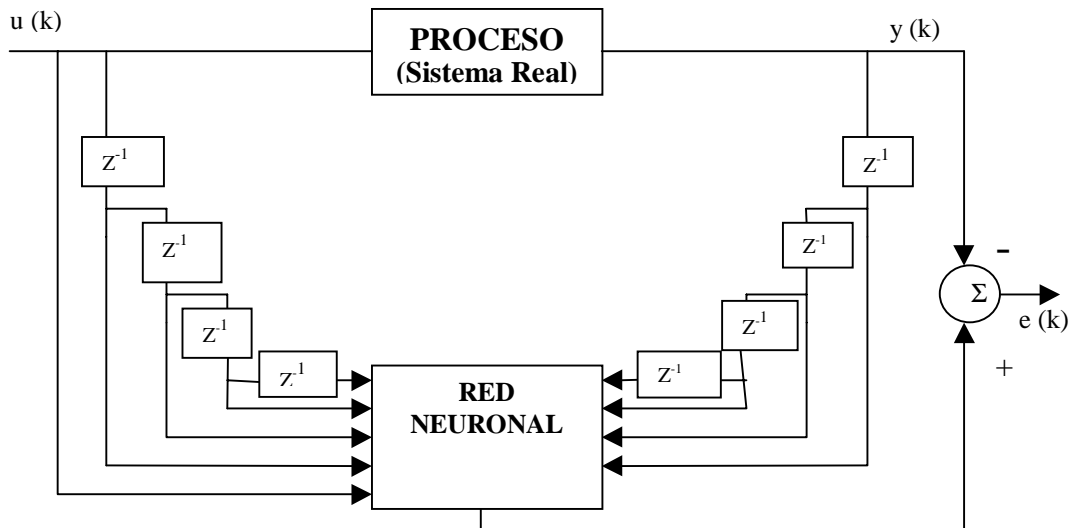 u (k)
PROCESO
(Sistema Real)
y (k)
Z⁻¹
Z⁻¹
Z⁻¹
Z⁻¹
-
Σ
e (k)
Z⁻¹
Z⁻¹
+
Z⁻¹
Z⁻¹
RED
NEURONAL